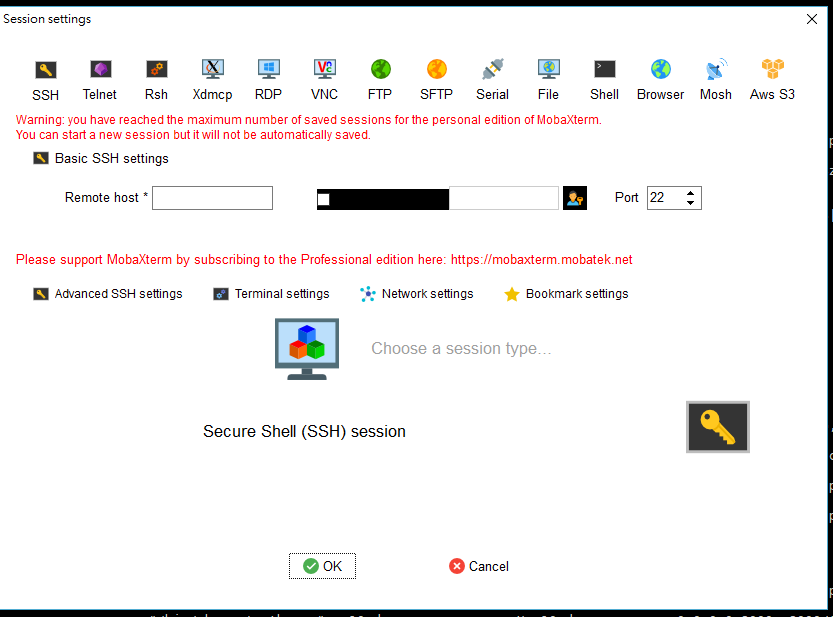 Session settings
SSH Telnet Rsh Xdmcp RDP VNC FTP SFTP Serial File Shell Browser Mosh Aws S3
Warning: you have reached the maximum number of saved sessions for the personal edition of MobaXterm.
You can start a new session but it will not be automatically saved.
Basic SSH settings
Remote host * Port 22
Please support MobaXterm by subscribing to the Professional edition here: https://mobaxterm.mobatek.net
Advanced SSH settings Terminal settings Network settings Bookmark settings
Choose a session type...
Secure Shell (SSH) session
OK Cancel